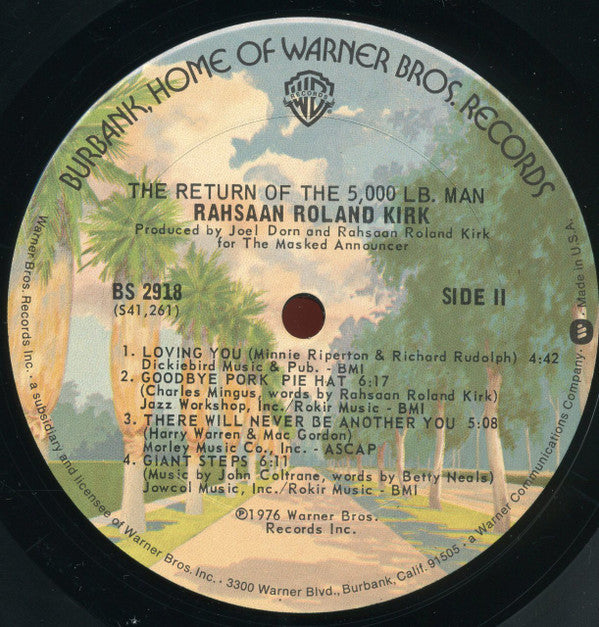 BURBANK, HOME OF WARNER BROS. RECORDS
WB
RECORDS
THE RETURN OF THE 5,000 LB. MAN
RAHSAAN ROLAND KIRK
Produced by Joel Dorn and Rahsaan Roland Kirk
for The Masked Announcer
BS 2918
(S41,261)
SIDE II
1. LOVING YOU (Minnie Riperton & Richard Rudolph) 4:42
Dickiebird Music & Pub. - BMI
2. GOODBYE PORK PIE HAT 6:17
(Charles Mingus, words by Rahsaan Roland Kirk)
Jazz Workshop, Inc./Rokir Music - BMI
3. THERE WILL NEVER BE ANOTHER YOU 5:08
(Harry Warren & Mac Gordon)
Morley Music Co., Inc. - ASCAP
4. GIANT STEPS 6:11
(Music by John Coltrane, words by Betty Neals)
Jowcol Music, Inc./Rokir Music - BMI
©℗1976 Warner Bros.
Records Inc.
Warner Bros. Records Inc. · a subsidiary and licensee of Warner Bros. Inc. · 3300 Warner Blvd., Burbank, Calif. 91505 · a Warner Communications Company. · Made in U.S.A.